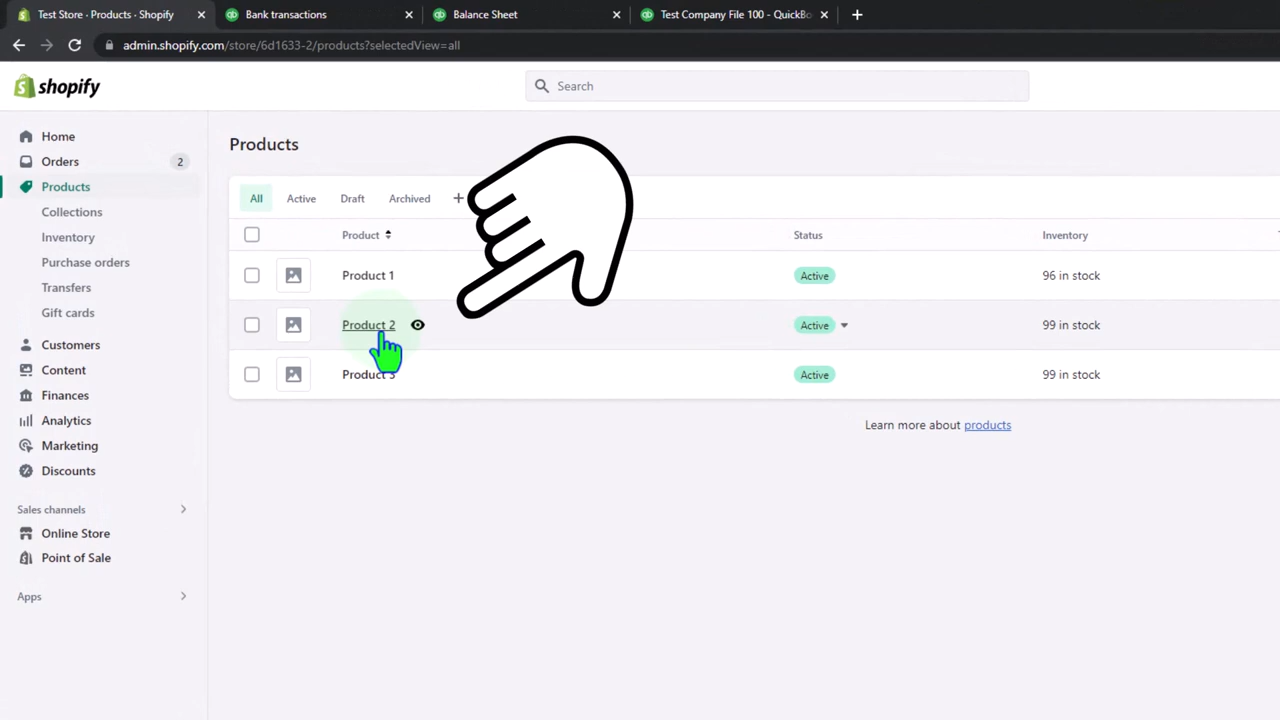 Test Store · Products · Shopify
Bank transactions
Balance Sheet
Test Company File 100 - QuickBo
admin.shopify.com/store/6d1633-2/products?selectedView=all
shopify
Search
Home
Orders
2
Products
Collections
Inventory
Purchase orders
Transfers
Gift cards
Customers
Content
Finances
Analytics
Marketing
Discounts
Sales channels
Online Store
Point of Sale
Apps
Products
All
Active
Draft
Archived
Product
Status
Inventory
Product 1
Active
96 in stock
Product 2
Active
99 in stock
Product 3
Active
99 in stock
Learn more about products